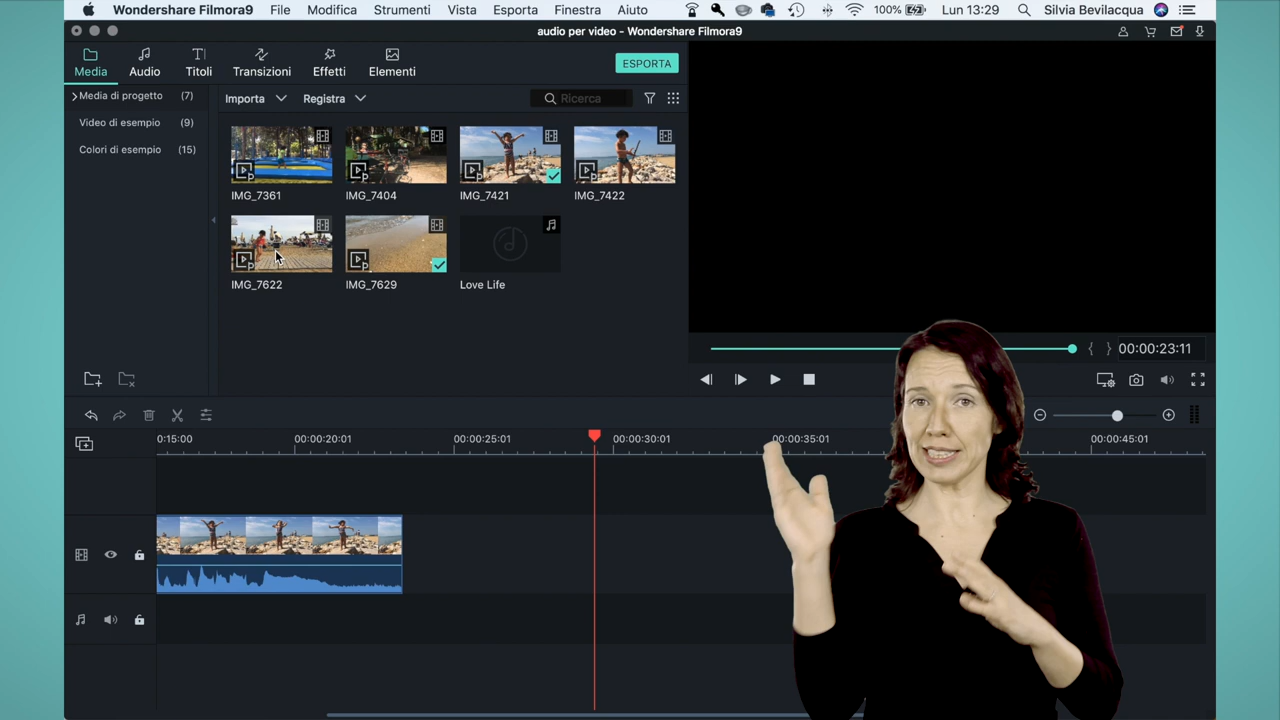 Wondershare Filmora9 File Modifica Strumenti Vista Esporta Finestra Aiuto 100% Lun 13:29 Silvia Bevilacqua
audio per video - Wondershare Filmora9
Media Audio Titoli Transizioni Effetti Elementi ESPORTA
Media di progetto (7)
Importa Registra Ricerca
Video di esempio (9)
Colori di esempio (15)
IMG_7361 IMG_7404 IMG_7421 IMG_7422
IMG_7622 IMG_7629 Love Life
{ } 00:00:23:11
0:15:00 00:00:20:01 00:00:25:01 00:00:30:01 00:00:35:01 00:00:45:01